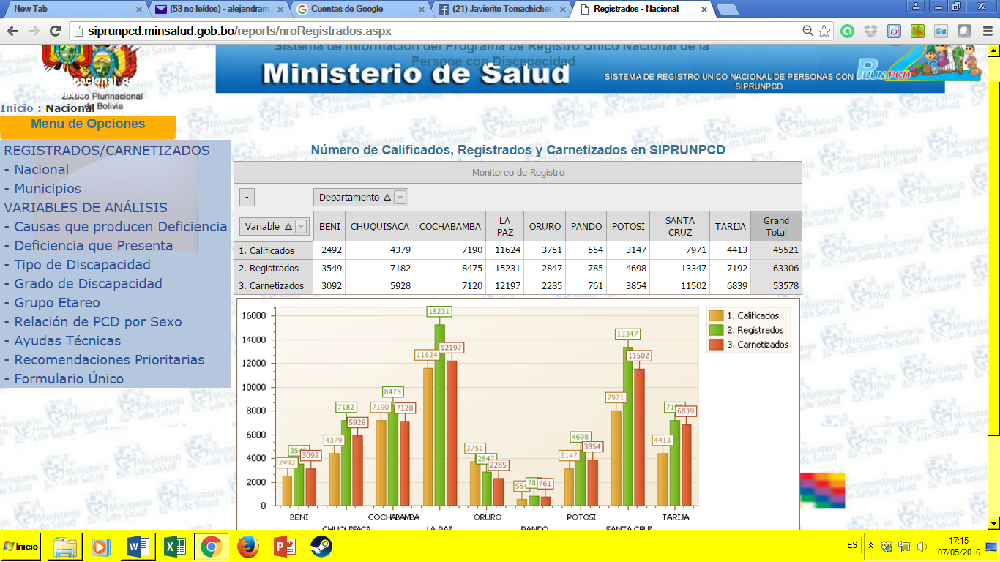 New Tab
(53 no leídos) - alejandram
Cuentas de Google
(21) Javierito Tomachichen
Registrados - Nacional
siprunpcd.minsalud.gob.bo/reports/nroRegistrados.aspx
Sistema de Información del Programa de Registro Único Nacional de la
Persona con Discapacidad
Ministerio de Salud
SISTEMA DE REGISTRO UNICO NACIONAL DE PERSONAS CON
SIPRUNPCD
PRUNPCD
Plurinacional
de Bolivia
Inicio : Nacional
Menu de Opciones
REGISTRADOS/CARNETIZADOS
- Nacional
- Municipios
VARIABLES DE ANÁLISIS
- Causas que producen Deficiencia
- Deficiencia que Presenta
- Tipo de Discapacidad
- Grado de Discapacidad
- Grupo Etareo
- Relación de PCD por Sexo
- Ayudas Técnicas
- Recomendaciones Prioritarias
- Formulario Único
Número de Calificados, Registrados y Carnetizados en SIPRUNPCD
Monitoreo de Registro
- Departamento
Variable BENI CHUQUISACA COCHABAMBA LA PAZ ORURO PANDO POTOSI SANTA CRUZ TARIJA Grand Total
1. Calificados 2492 4379 7190 11624 3751 554 3147 7971 4413 45521
2. Registrados 3549 7182 8475 15231 2847 785 4698 13347 7192 63306
3. Carnetizados 3092 5928 7120 12197 2285 761 3854 11502 6839 53578
16000
14000
12000
10000
8000
6000
4000
2000
0
2492 3549 3092
4379 7182 5928
7190 8475 7120
11624 15231 12197
3751 2847 2285
554 785 761
3147 4698 3854
7971 13347 11502
4413 7192 6839
BENI CHUQUISACA COCHABAMBA LA PAZ ORURO PANDO POTOSI SANTA CRUZ TARIJA
1. Calificados
2. Registrados
3. Carnetizados
Ministerio
de Salud
Inicio
ES
17:15
07/05/2016